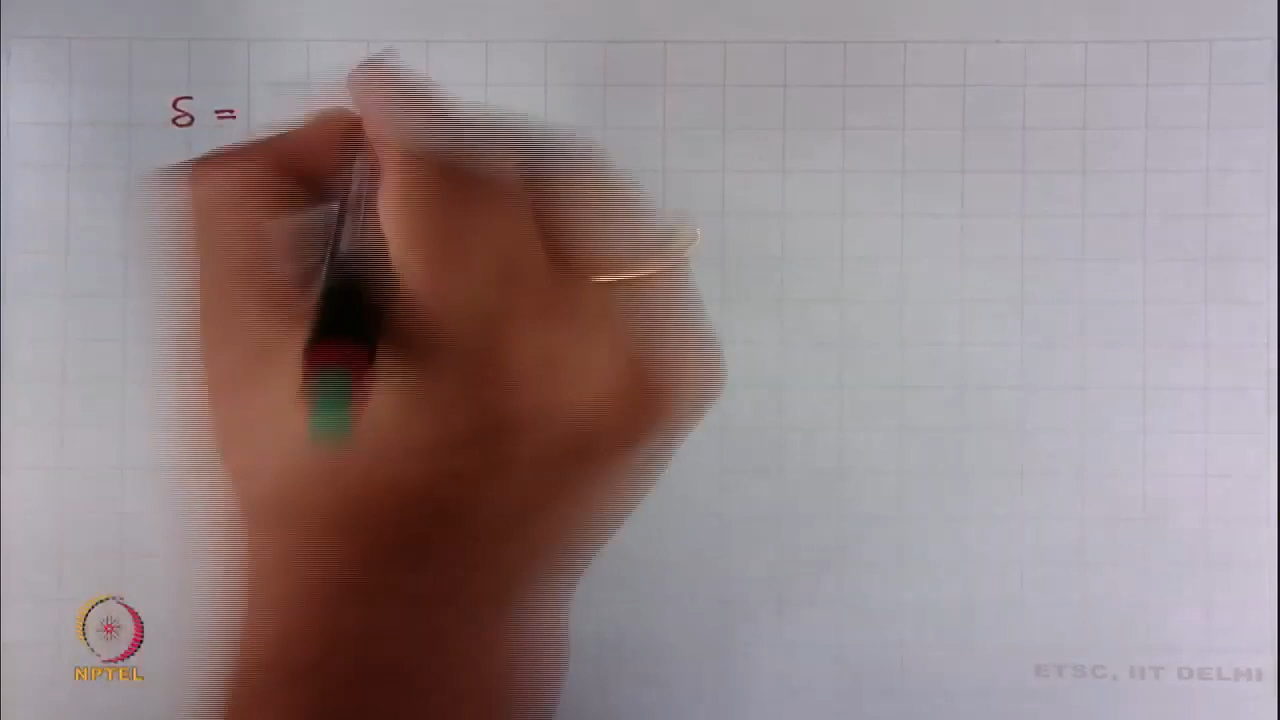 δ =
NPTEL
ETSC, IIT DELHI